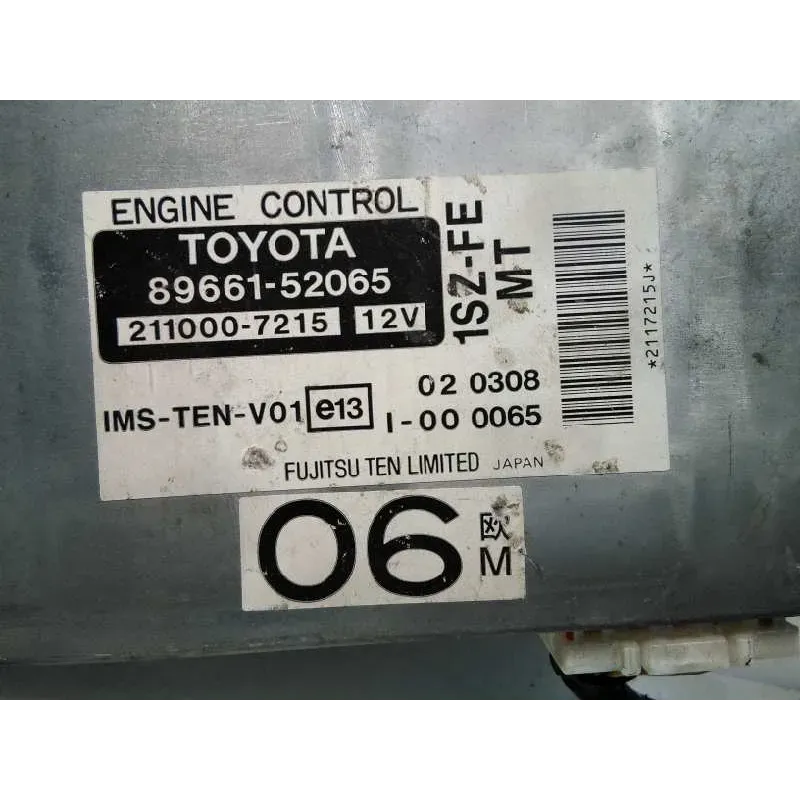 ENGINE CONTROL
TOYOTA
89661-52065
211000-7215 12V
1SZ-FE
MT
*2117215J*
IMS-TEN-V01 e13
02 0308
I-00 0065
FUJITSU TEN LIMITED JAPAN
06 欧
M